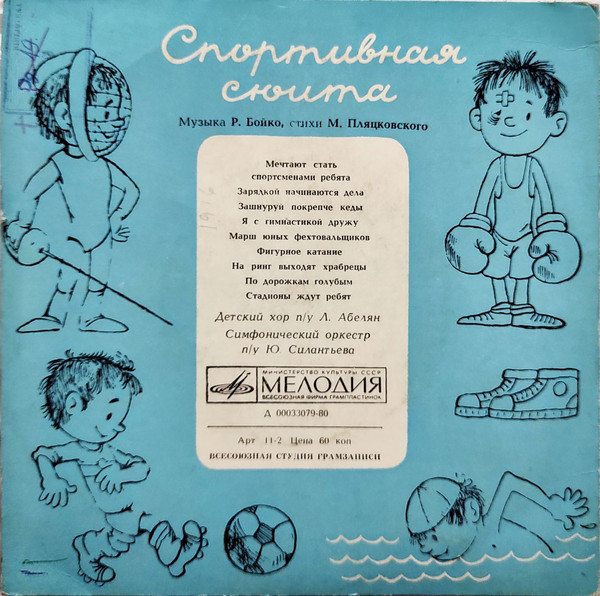 Спортивная
сюита
Музыка Р. Бойко, стихи М. Пляцковского
Мечтают стать
спортсменами ребята
Зарядкой начинаются дела
Зашнуруй покрепче кеды
Я с гимнастикой дружу
Марш юных фехтовальщиков
Фигурное катание
На ринг выходят храбрецы
По дорожкам голубым
Стадионы ждут ребят
Детский хор п/у Л. Абелян
Симфонический оркестр
п/у Ю. Силантьева
МИНИСТЕРСТВО КУЛЬТУРЫ СССР
МЕЛОДИЯ
ВСЕСОЮЗНАЯ ФИРМА ГРАМПЛАСТИНОК
Д 00033079-80
Арт 11-2 Цена 60 коп
ВСЕСОЮЗНАЯ СТУДИЯ ГРАМЗАПИСИ